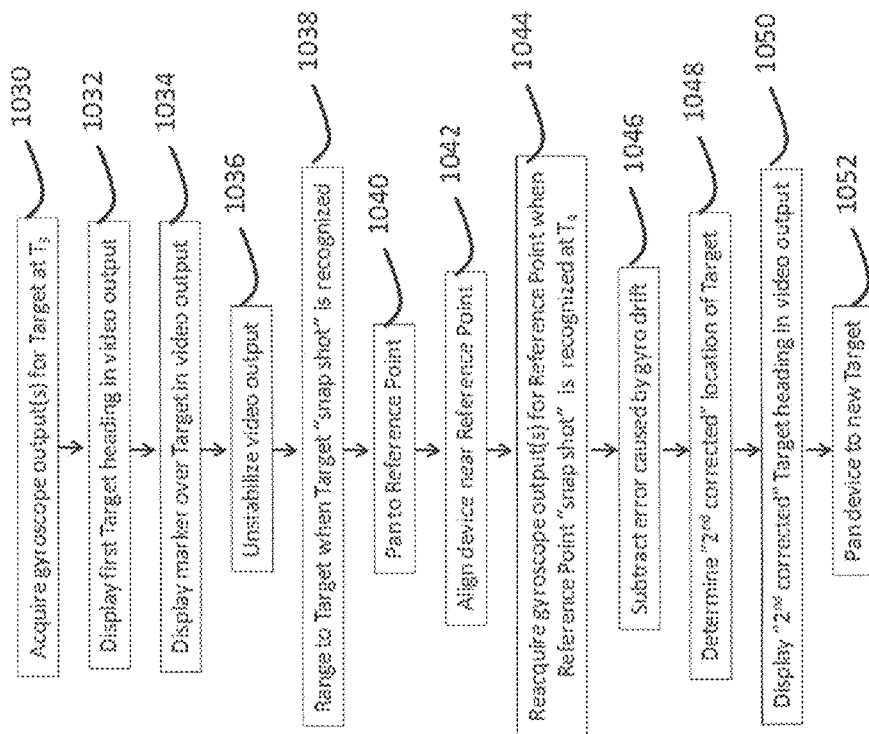 Acquire gyroscope output(s) for Target at T3
1030
Display first Target heading in video output
1032
Display marker over Target in video output
1034
Unstabilize video output
1036
Range to Target when Target "snap shot" is recognized
1038
Pan to Reference Point
1040
Align device near Reference Point
1042
Reacquire gyroscope output(s) for Reference Point when
Reference Point "snap shot" is recognized at T4
1044
Subtract error caused by gyro drift
1046
Determine "2nd corrected" location of Target
1048
Display "2nd corrected" Target heading in video output
1050
Pan device to new Target
1052